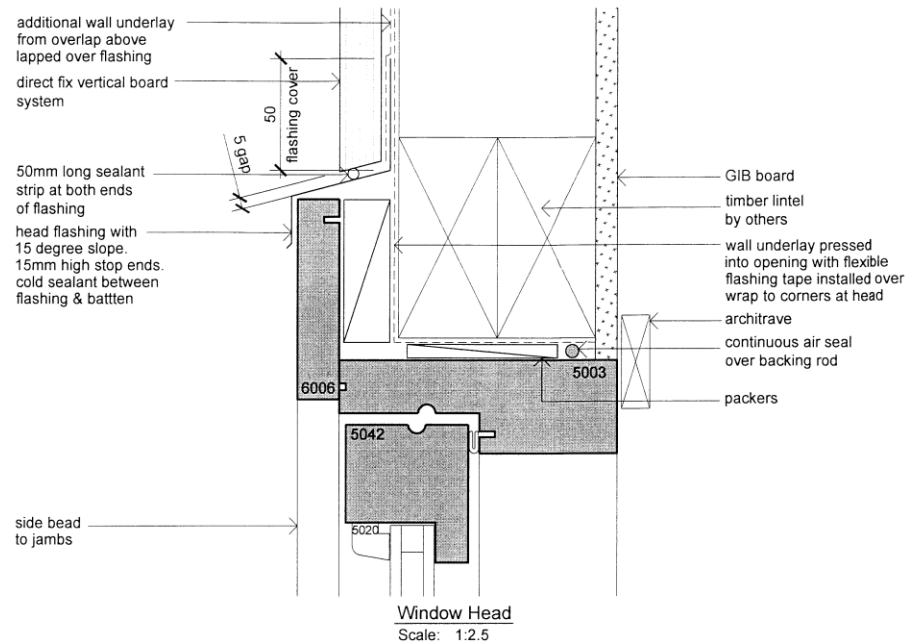 additional wall underlay
from overlap above
lapped over flashing
direct fix vertical board
system
50
flashing cover
5 gap
50mm long sealant
strip at both ends
of flashing
head flashing with
15 degree slope.
15mm high stop ends.
cold sealant between
flashing & battten
side bead
to jambs
GIB board
timber lintel
by others
wall underlay pressed
into opening with flexible
flashing tape installed over
wrap to corners at head
architrave
continuous air seal
over backing rod
packers
5003
6006
5042
5020
Window Head
Scale: 1:2.5